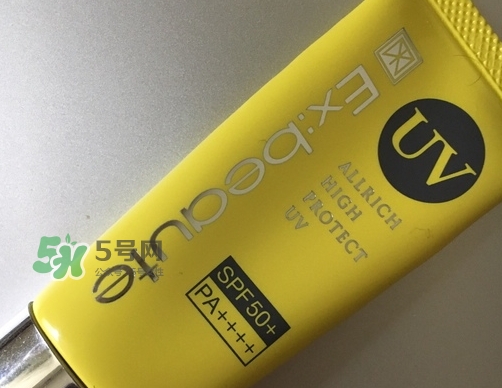 Ex:beaute
UV
ALLRICH
HIGH
PROTECT
UV
SPF50+
PA++++
5号网